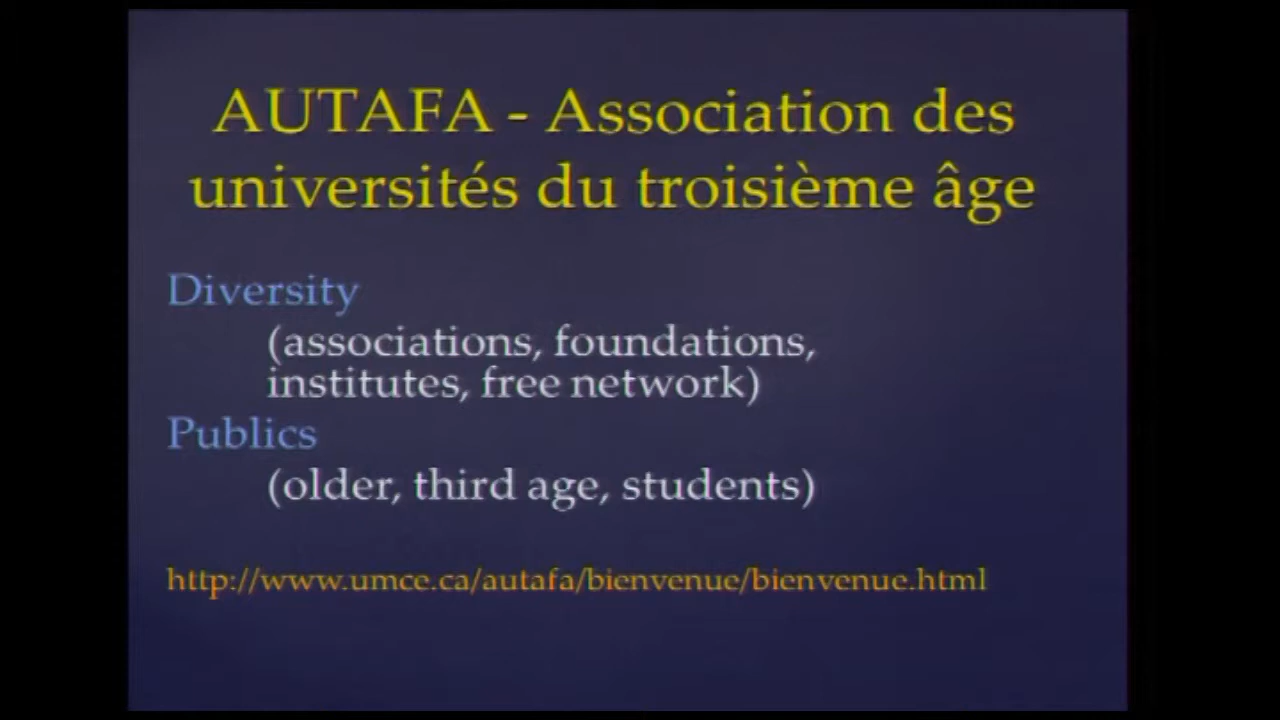 AUTAFA - Association des
universités du troisième âge
Diversity
(associations, foundations,
institutes, free network)
Publics
(older, third age, students)
http://www.umce.ca/autafa/bienvenue/bienvenue.html